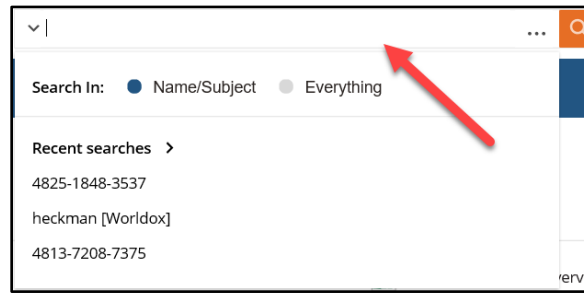 ...
Search In: Name/Subject Everything
Recent searches >
4825-1848-3537
heckman [Worldox]
4813-7208-7375